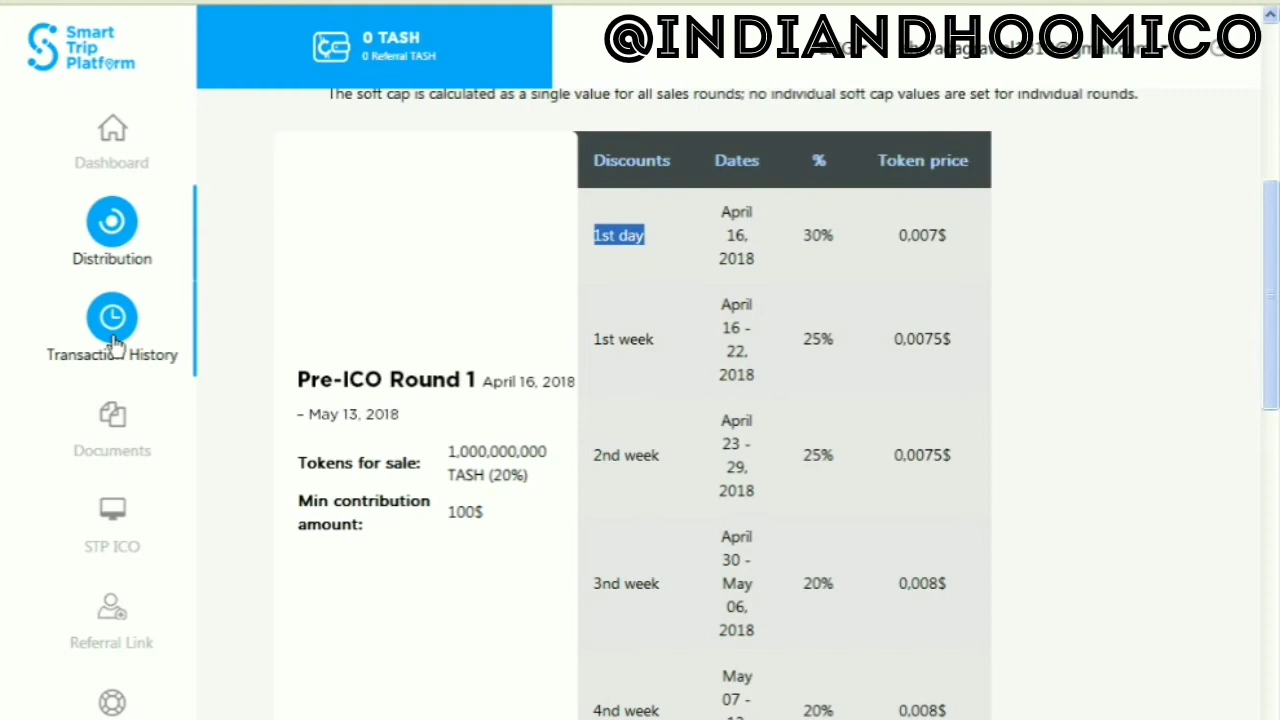 @INDIANDHOOMICO
Smart
Trip
Platform
0 TASH
0 Referral TASH
The soft cap is calculated as a single value for all sales rounds; no individual soft cap values are set for individual rounds.
Dashboard
Distribution
Transaction History
Documents
STP ICO
Referral Link
Pre-ICO Round 1 April 16, 2018
– May 13, 2018
Tokens for sale: 1,000,000,000
TASH (20%)
Min contribution
amount: 100$
Discounts Dates % Token price
1st day April 16, 2018 30% 0,007$
1st week April 16 - 22, 2018 25% 0,0075$
2nd week April 23 - 29, 2018 25% 0,0075$
3nd week April 30 - May 06, 2018 20% 0,008$
4nd week May 07 - 20% 0,008$